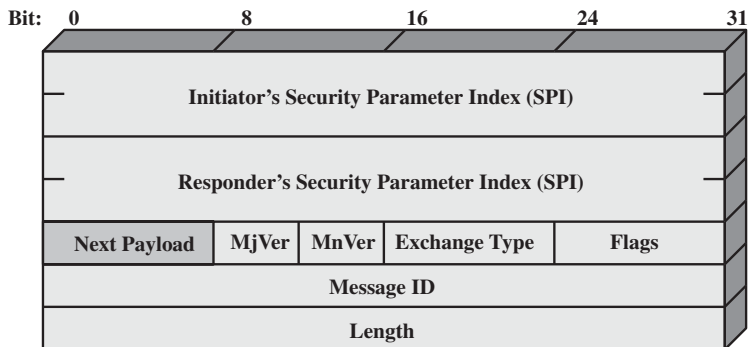 Bit: 0 8 16 24 31
Initiator's Security Parameter Index (SPI)
Responder's Security Parameter Index (SPI)
Next Payload MjVer MnVer Exchange Type Flags
Message ID
Length